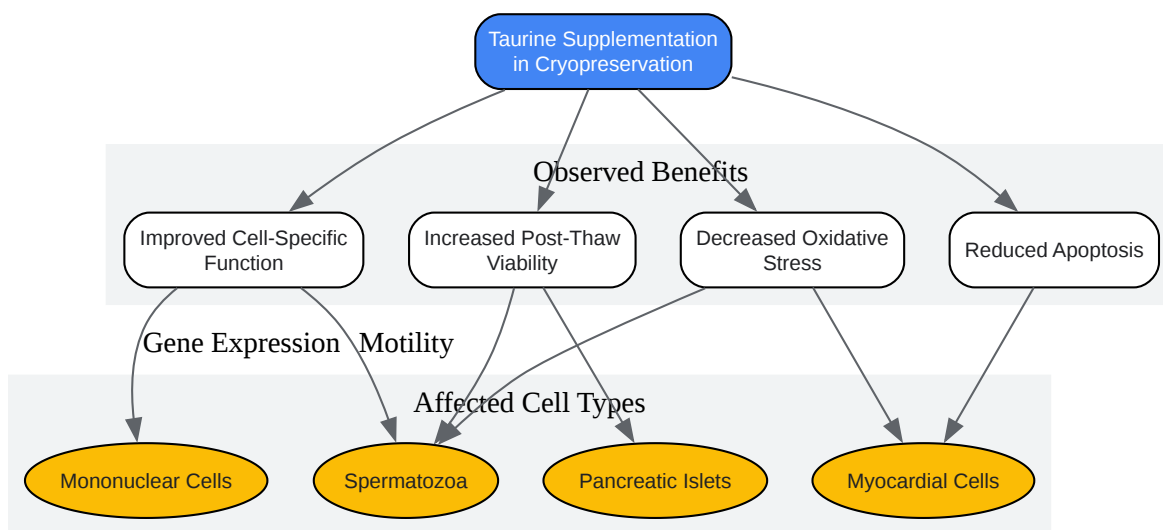 Taurine Supplementation
in Cryopreservation
Observed Benefits
Improved Cell-Specific
Function
Increased Post-Thaw
Viability
Decreased Oxidative
Stress
Reduced Apoptosis
Gene Expression
Motility
Affected Cell Types
Mononuclear Cells
Spermatozoa
Pancreatic Islets
Myocardial Cells